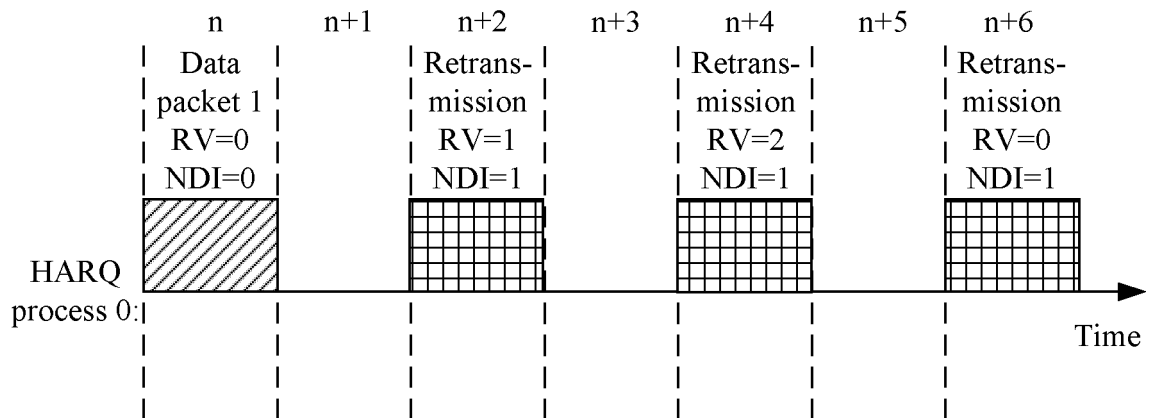 n n+1 n+2 n+3 n+4 n+5 n+6
Data
packet 1
RV=0
NDI=0
Retrans-
mission
RV=1
NDI=1
Retrans-
mission
RV=2
NDI=1
Retrans-
mission
RV=0
NDI=1
HARQ
process 0:
Time